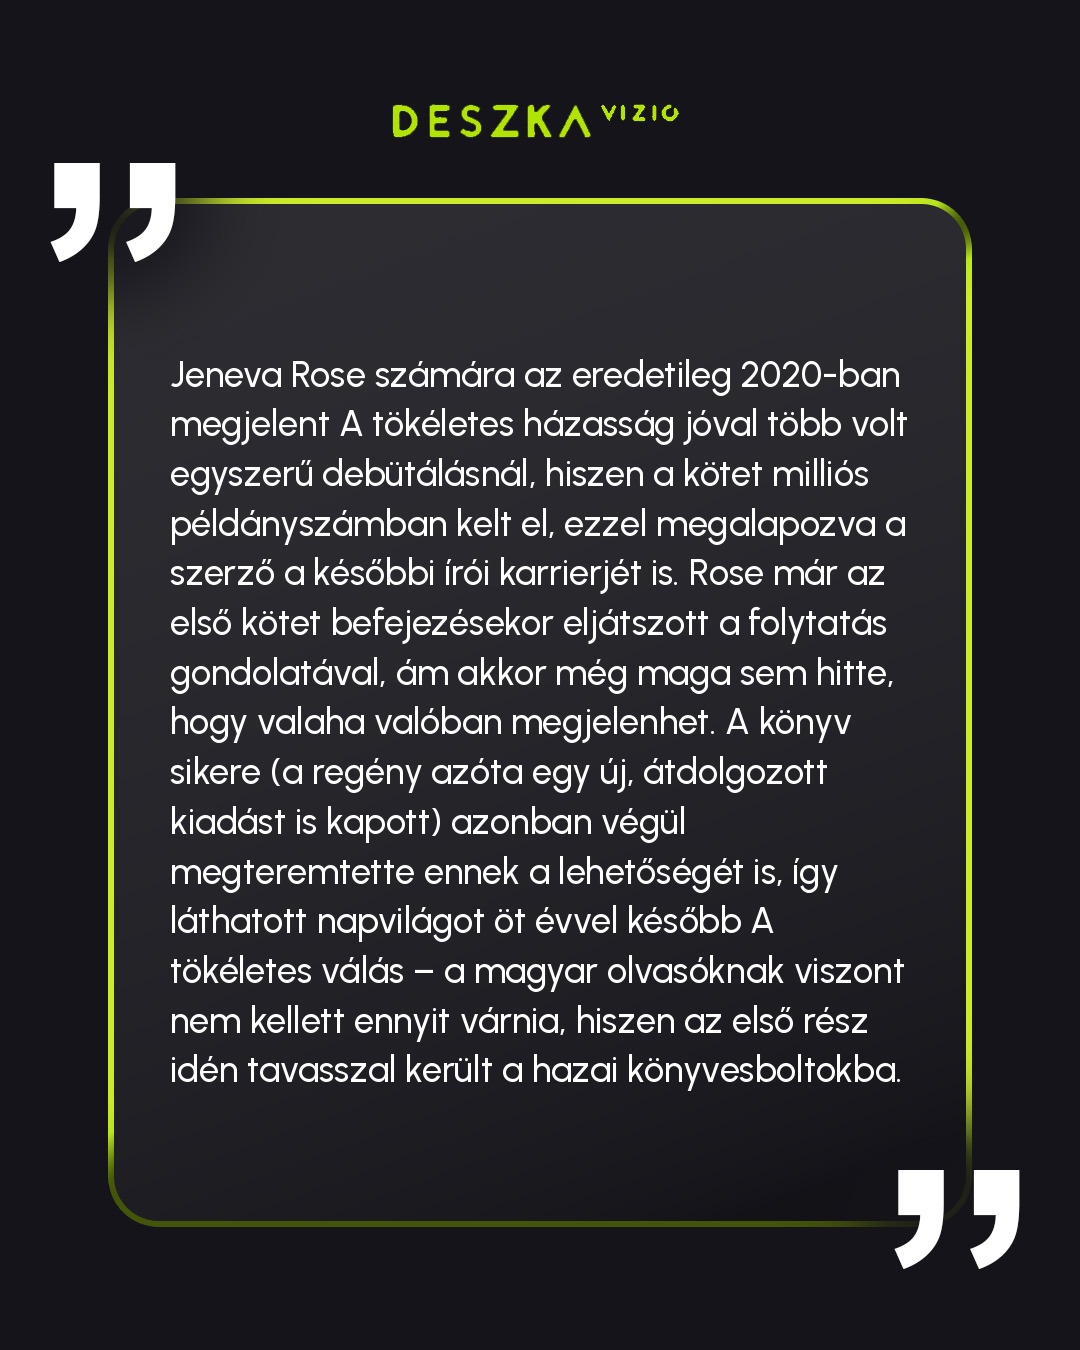 DESZKA VIZIO
”
Jeneva Rose számára az eredetileg 2020-ban
megjelent A tökéletes házasság jóval több volt
egyszerű debütálásnál, hiszen a kötet milliós
példányszámban kelt el, ezzel megalapozva a
szerző a későbbi írói karrierjét is. Rose már az
első kötet befejezésekor eljátszott a folytatás
gondolatával, ám akkor még maga sem hitte,
hogy valaha valóban megjelenhet. A könyv
sikere (a regény azóta egy új, átdolgozott
kiadást is kapott) azonban végül
megteremtette ennek a lehetőségét is, így
láthatott napvilágot öt évvel később A
tökéletes válás – a magyar olvasóknak viszont
nem kellett ennyit várnia, hiszen az első rész
idén tavasszal került a hazai könyvesboltokba.
”